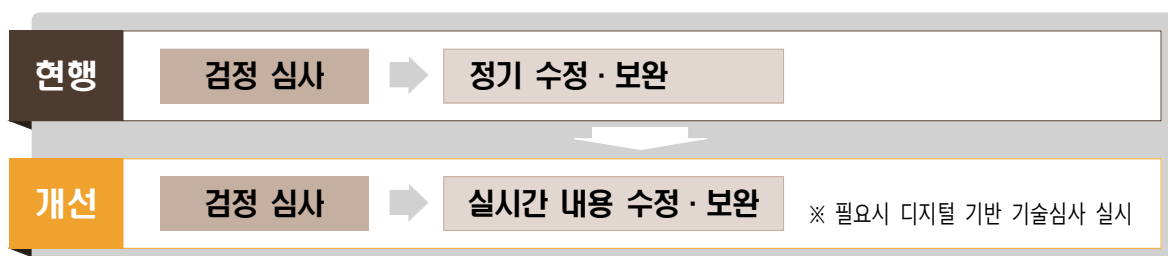 현행 검정 심사 정기 수정·보완
개선 검정 심사 실시간 내용 수정·보완 ※ 필요시 디지털 기반 기술심사 실시